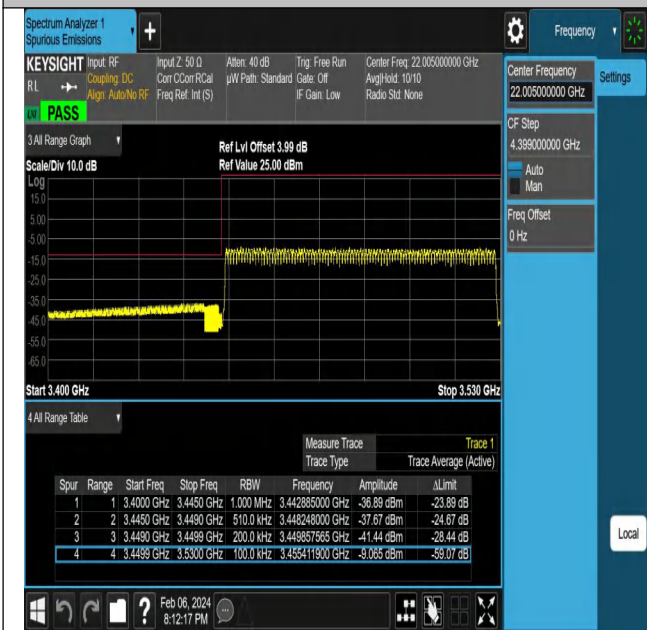 Spectrum Analyzer 1
Spurious Emissions
Frequency
KEYSIGHT
Input: RF
Coupling: DC
Align: Auto/No RF
RL
LXI
PASS
Input Z: 50 Ω
Corr CCorr RCal
Freq Ref: Int (S)
Atten: 40 dB
µW Path: Standard
Trig: Free Run
Gate: Off
IF Gain: Low
Center Freq: 22.005000000 GHz
Avg|Hold: 10/10
Radio Std: None
Center Frequency
22.005000000 GHz
Settings
CF Step
4.399000000 GHz
Auto
Man
Freq Offset
0 Hz
3 All Range Graph
Scale/Div 10.0 dB
Ref Lvl Offset 3.99 dB
Ref Value 25.00 dBm
Log
15.0
5.00
-5.00
-15.0
-25.0
-35.0
-45.0
-55.0
-65.0
Start 3.400 GHz
Stop 3.530 GHz
4 All Range Table
Measure Trace Trace 1
Trace Type Trace Average (Active)
Spur Range Start Freq Stop Freq RBW Frequency Amplitude ΔLimit
1 1 3.4000 GHz 3.4450 GHz 1.000 MHz 3.442885000 GHz -36.89 dBm -23.89 dB
2 2 3.4450 GHz 3.4490 GHz 510.0 kHz 3.448248000 GHz -37.67 dBm -24.67 dB
3 3 3.4490 GHz 3.4499 GHz 200.0 kHz 3.449857565 GHz -41.44 dBm -28.44 dB
4 4 3.4499 GHz 3.5300 GHz 100.0 kHz 3.455411900 GHz -9.065 dBm -59.07 dB
Local
Feb 06, 2024
8:12:17 PM